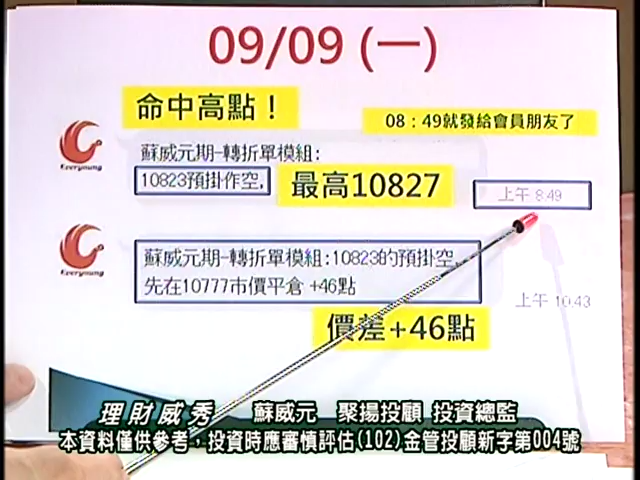 09/09 (一)
命中高點！
08：49就發給會員朋友了
蘇威元期-轉折單模組:
10823預掛作空,
最高10827
上午 8:49
Everyoung
蘇威元期-轉折單模組:10823的預掛空,
先在10777市價平倉 +46點
Everyoung
上午 10:43
價差+46點
理財威秀 蘇威元 聚揚投顧 投資總監
本資料僅供參考，投資時應審慎評估(102)金管投顧新字第004號